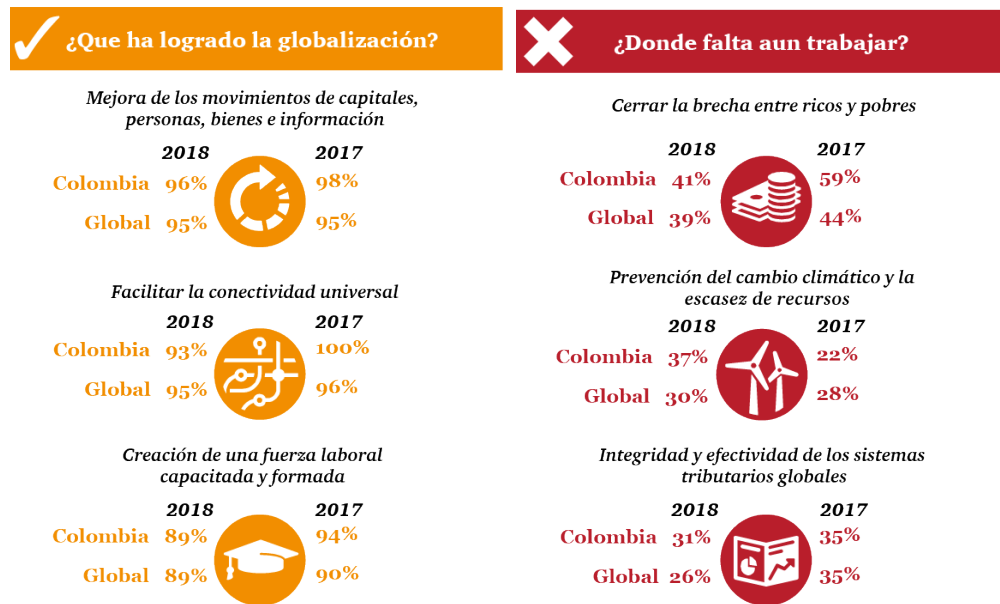 ¿Que ha logrado la globalización?
Mejora de los movimientos de capitales,
personas, bienes e información
2018 2017
Colombia 96% 98%
Global 95% 95%
Facilitar la conectividad universal
2018 2017
Colombia 93% 100%
Global 95% 96%
Creación de una fuerza laboral
capacitada y formada
2018 2017
Colombia 89% 94%
Global 89% 90%
¿Donde falta aun trabajar?
Cerrar la brecha entre ricos y pobres
2018 2017
Colombia 41% 59%
Global 39% 44%
Prevención del cambio climático y la
escasez de recursos
2018 2017
Colombia 37% 22%
Global 30% 28%
Integridad y efectividad de los sistemas
tributarios globales
2018 2017
Colombia 31% 35%
Global 26% 35%